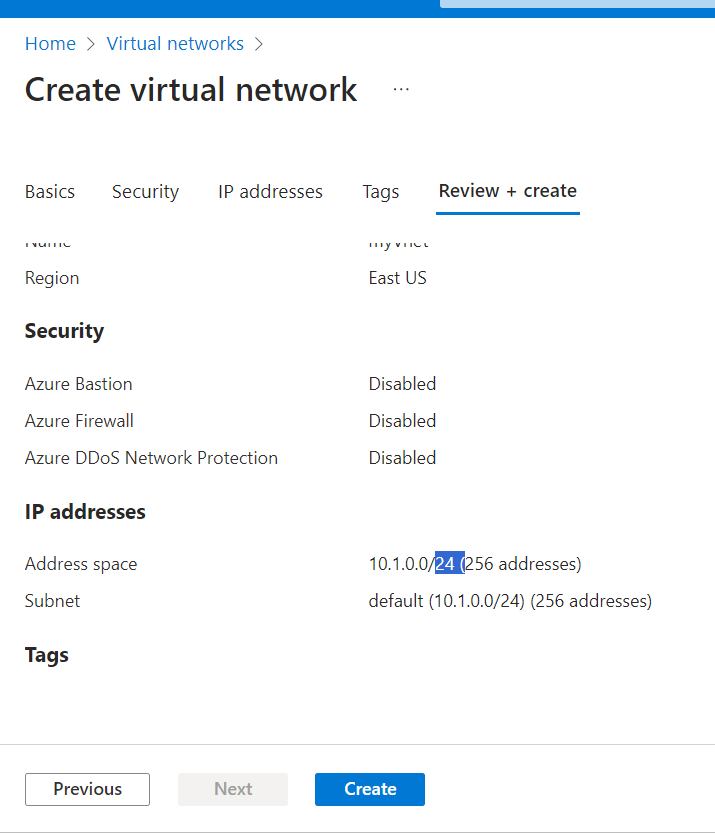 Home > Virtual networks >
Create virtual network ...
Basics Security IP addresses Tags Review + create
Name myvnet
Region East US
Security
Azure Bastion Disabled
Azure Firewall Disabled
Azure DDoS Network Protection Disabled
IP addresses
Address space 10.1.0.0/24 (256 addresses)
Subnet default (10.1.0.0/24) (256 addresses)
Tags
Previous Next Create